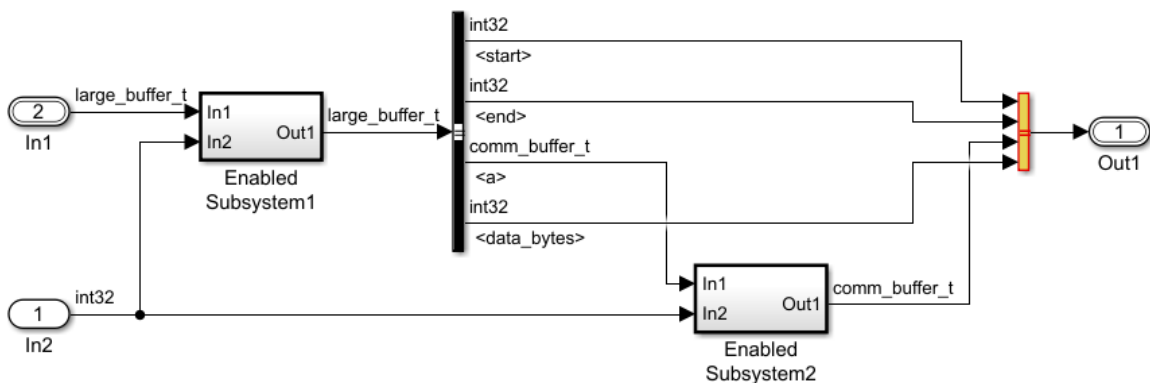 int32
<start>
int32
<end>
comm_buffer_t
<a>
int32
<data_bytes>
large_buffer_t
2
In1
In1
In2
Out1
Enabled
Subsystem1
large_buffer_t
1
Out1
int32
1
In2
In1
In2
Out1
Enabled
Subsystem2
comm_buffer_t